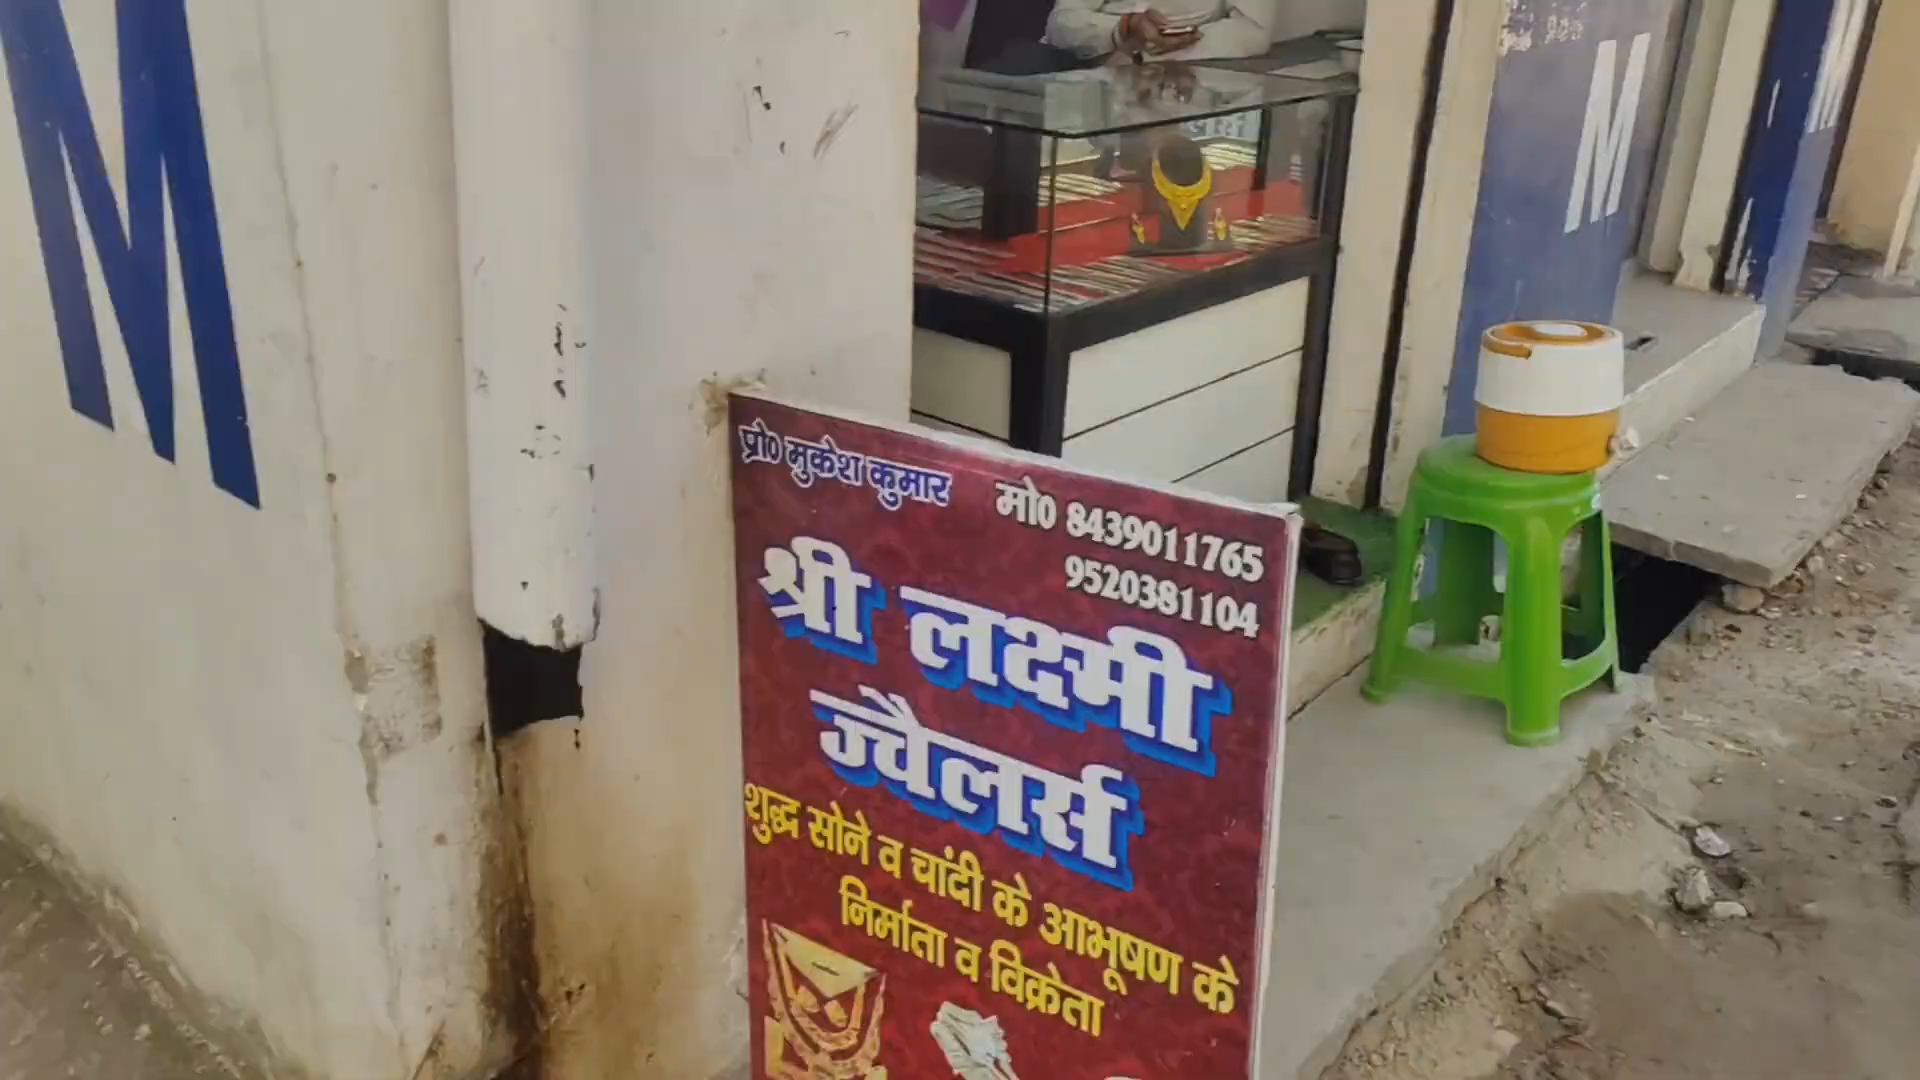 M
M
M
प्रो० मुकेश कुमार
मो० 8439011765
9520381104
श्री लक्ष्मी
ज्वैलर्स
शुद्ध सोने व चांदी के आभूषण के
निर्माता व विक्रेता